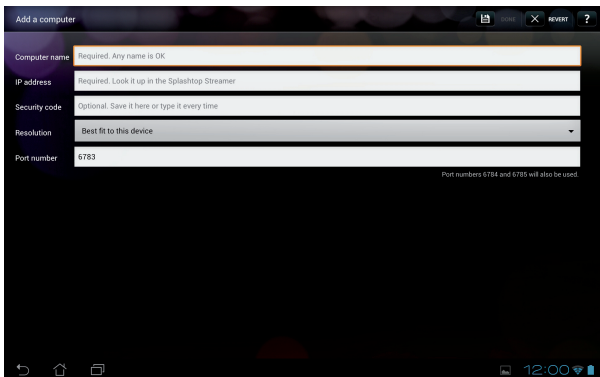 Add a computer DONE REVERT ?
Computer name Required. Any name is OK
IP address Required. Look it up in the Splashtop Streamer
Security code Optional. Save it here or type it every time
Resolution Best fit to this device
Port number 6783
Port numbers 6784 and 6785 will also be used.
12:00